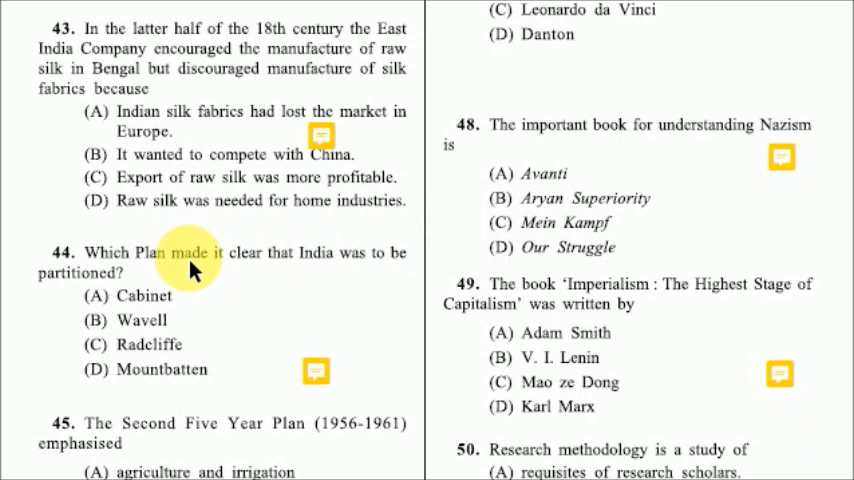 43. In the latter half of the 18th century the East
India Company encouraged the manufacture of raw
silk in Bengal but discouraged manufacture of silk
fabrics because
(A) Indian silk fabrics had lost the market in
Europe.
(B) It wanted to compete with China.
(C) Export of raw silk was more profitable.
(D) Raw silk was needed for home industries.
44. Which Plan made it clear that India was to be
partitioned?
(A) Cabinet
(B) Wavell
(C) Radcliffe
(D) Mountbatten
45. The Second Five Year Plan (1956-1961)
emphasised
(A) agriculture and irrigation
(C) Leonardo da Vinci
(D) Danton
48. The important book for understanding Nazism
is
(A) Avanti
(B) Aryan Superiority
(C) Mein Kampf
(D) Our Struggle
49. The book ‘Imperialism : The Highest Stage of
Capitalism’ was written by
(A) Adam Smith
(B) V. I. Lenin
(C) Mao ze Dong
(D) Karl Marx
50. Research methodology is a study of
(A) requisites of research scholars.